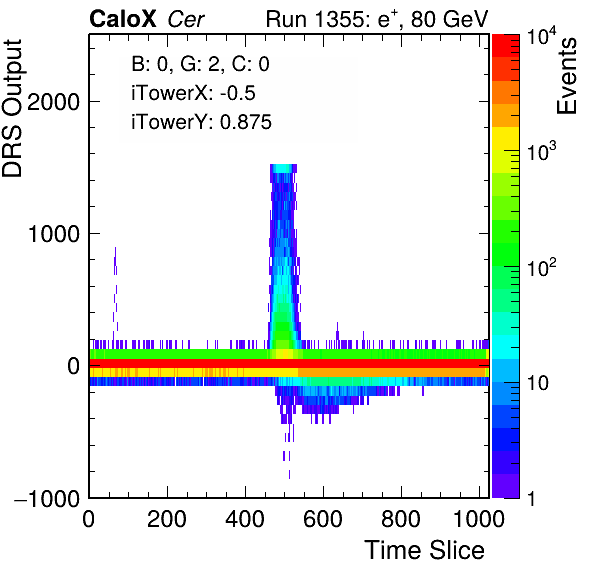 CaloX Cer Run 1355: e⁺, 80 GeV
B: 0, G: 2, C: 0
iTowerX: -0.5
iTowerY: 0.875
DRS Output
2000
1000
0
−1000
0 200 400 600 800 1000
Time Slice
Events
10⁴
10³
10²
10
1